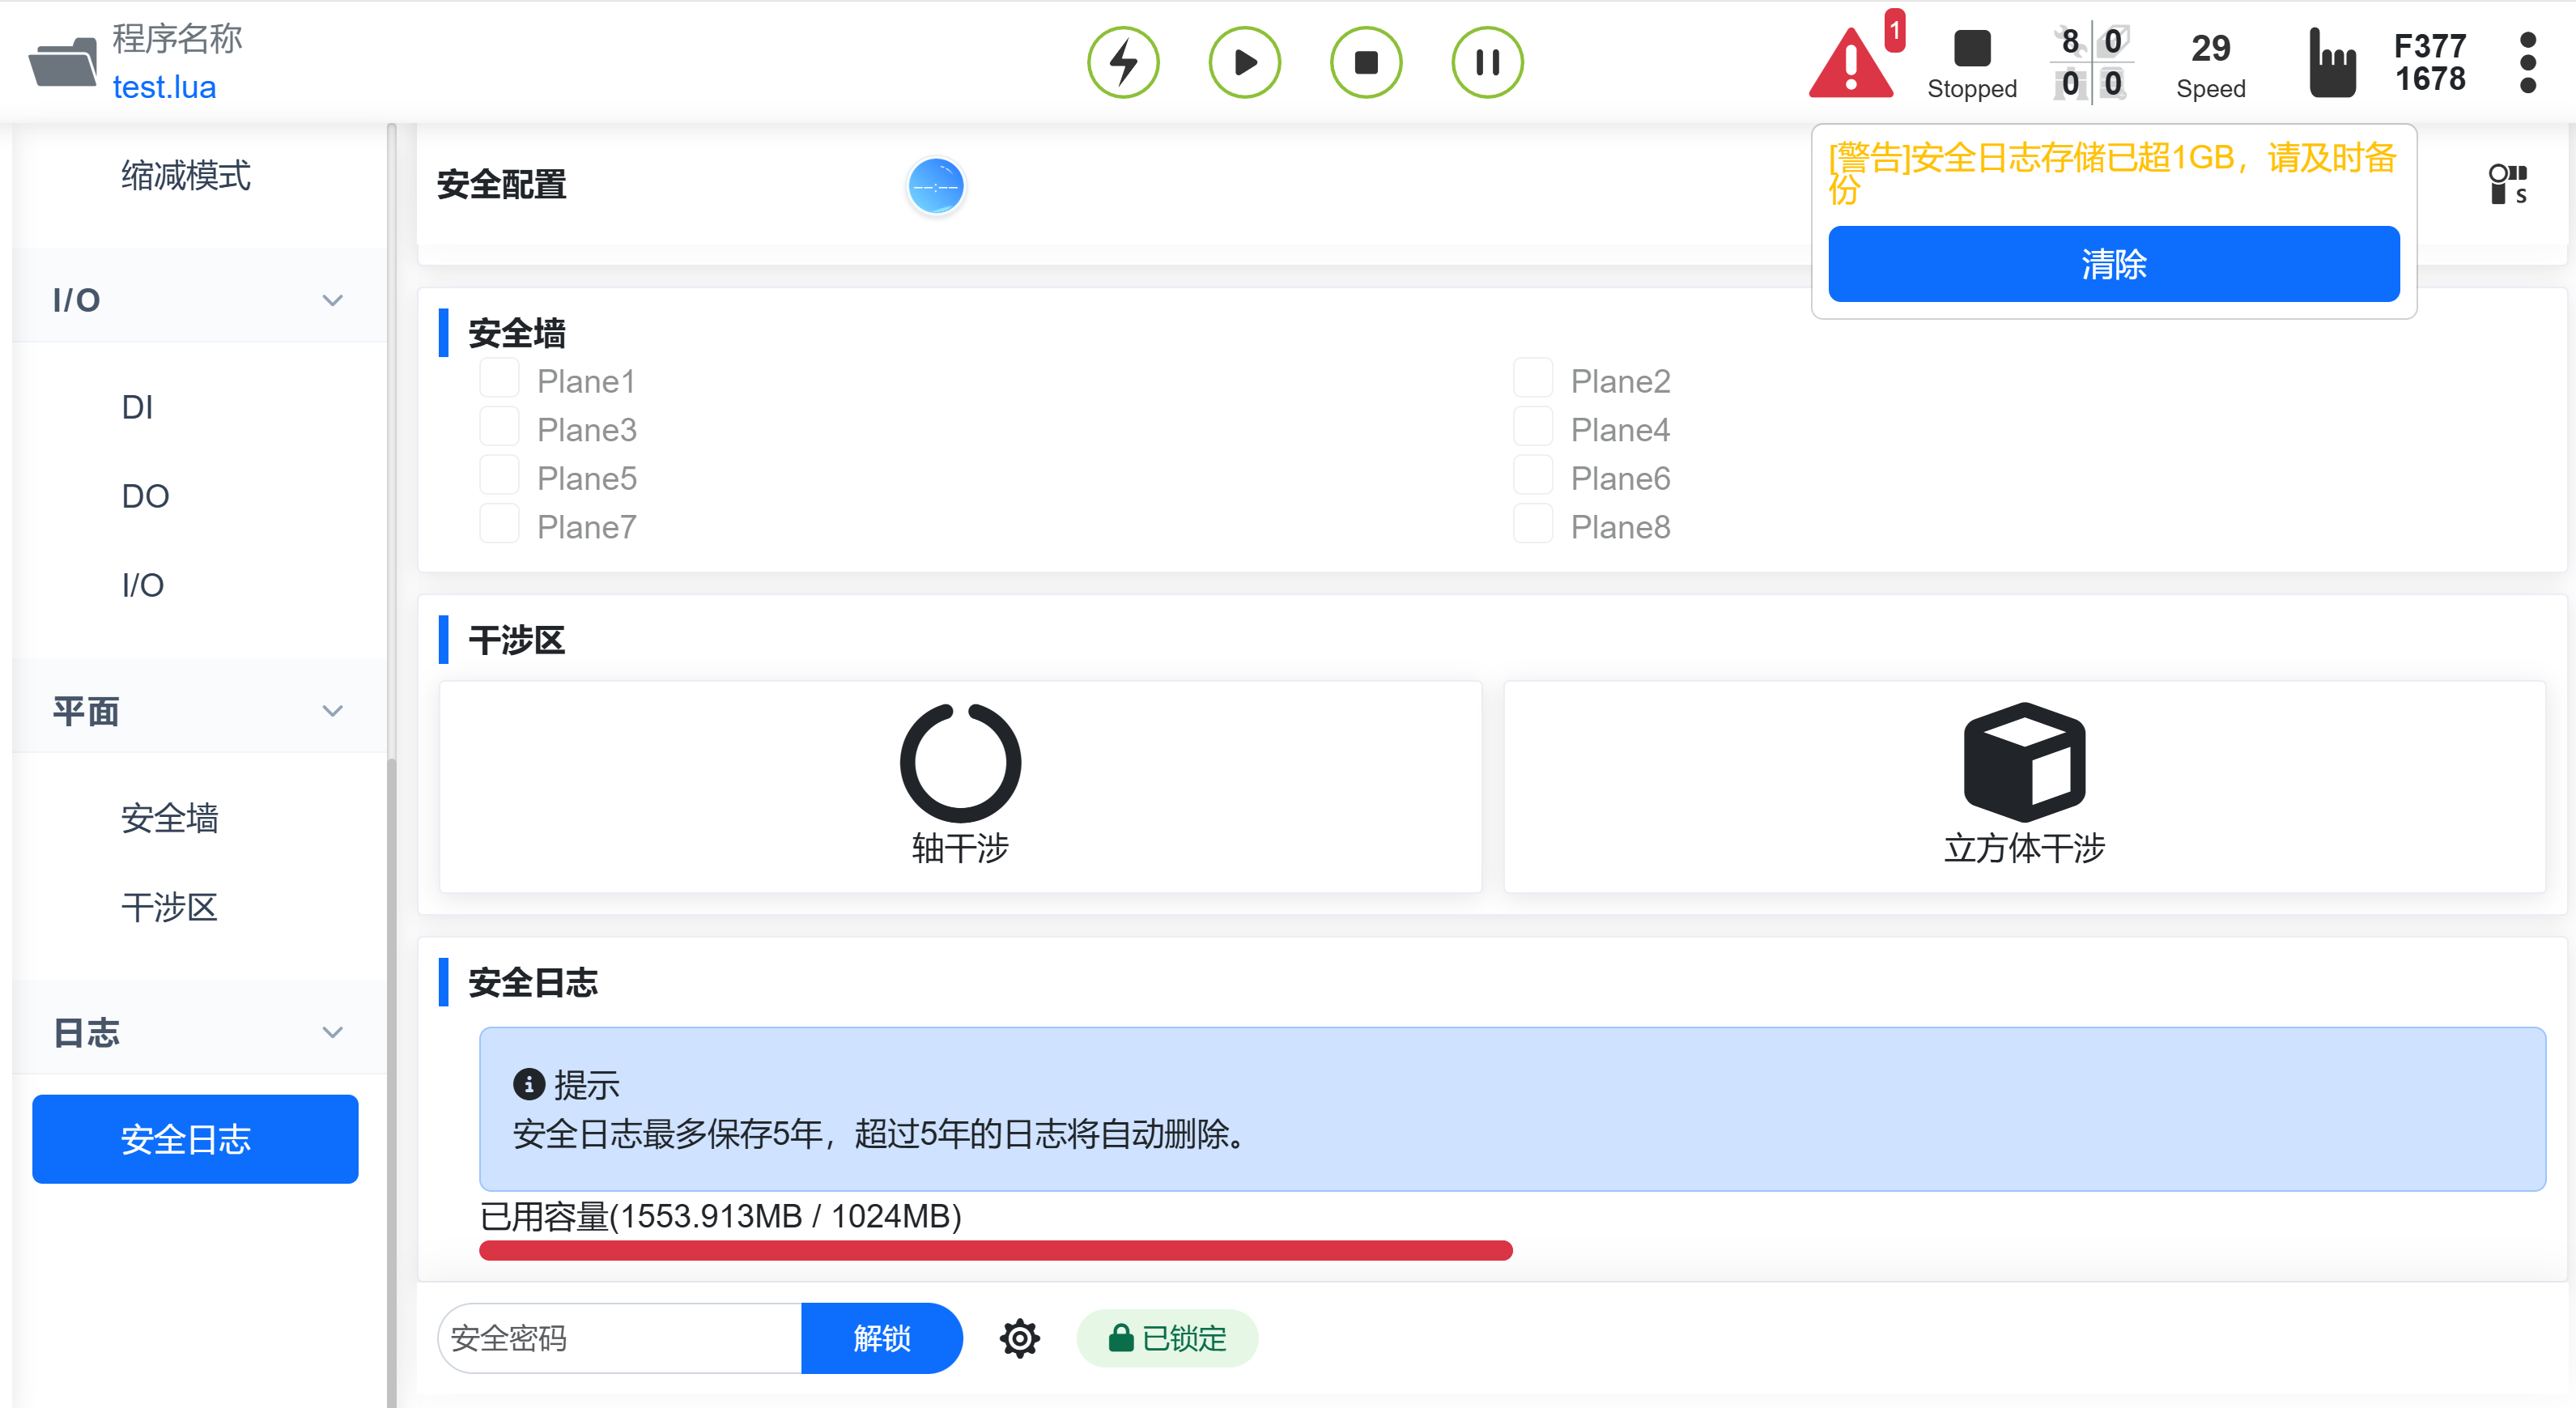 程序名称
test.lua
1
Stopped
8 0
0 0
29
Speed
F377
1678
缩减模式
I/O
DI
DO
I/O
平面
安全墙
干涉区
日志
安全日志
安全配置
--:--
[警告]安全日志存储已超1GB，请及时备
份
清除
S
安全墙
Plane1
Plane2
Plane3
Plane4
Plane5
Plane6
Plane7
Plane8
干涉区
轴干涉
立方体干涉
安全日志
提示
安全日志最多保存5年，超过5年的日志将自动删除。
已用容量(1553.913MB / 1024MB)
安全密码
解锁
已锁定